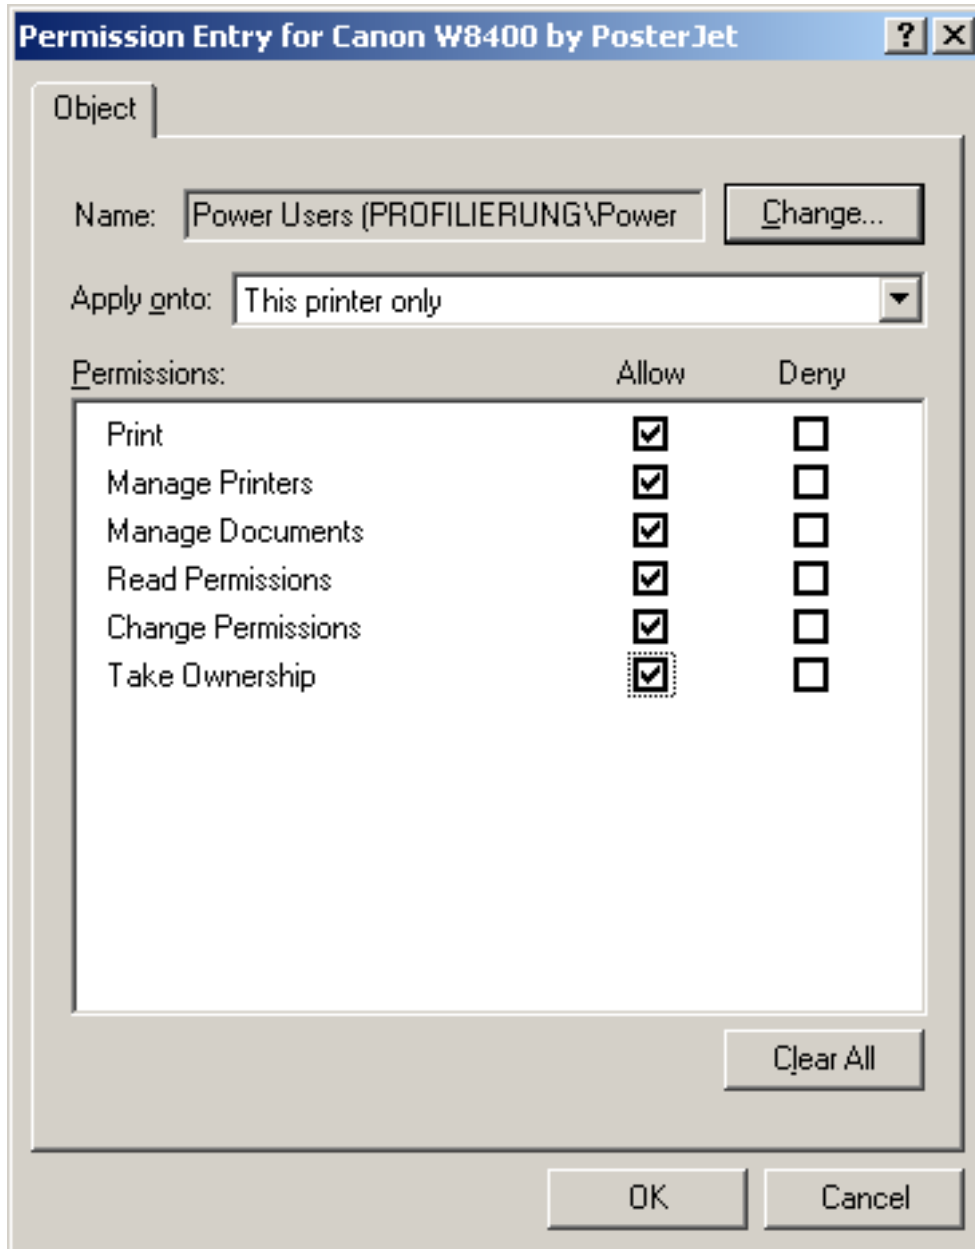 Permission Entry for Canon W8400 by PosterJet
Object
Name: Power Users (PROFILIERUNG\Power Change...
Apply onto: This printer only
Permissions: Allow Deny
Print
Manage Printers
Manage Documents
Read Permissions
Change Permissions
Take Ownership
Clear All
OK Cancel